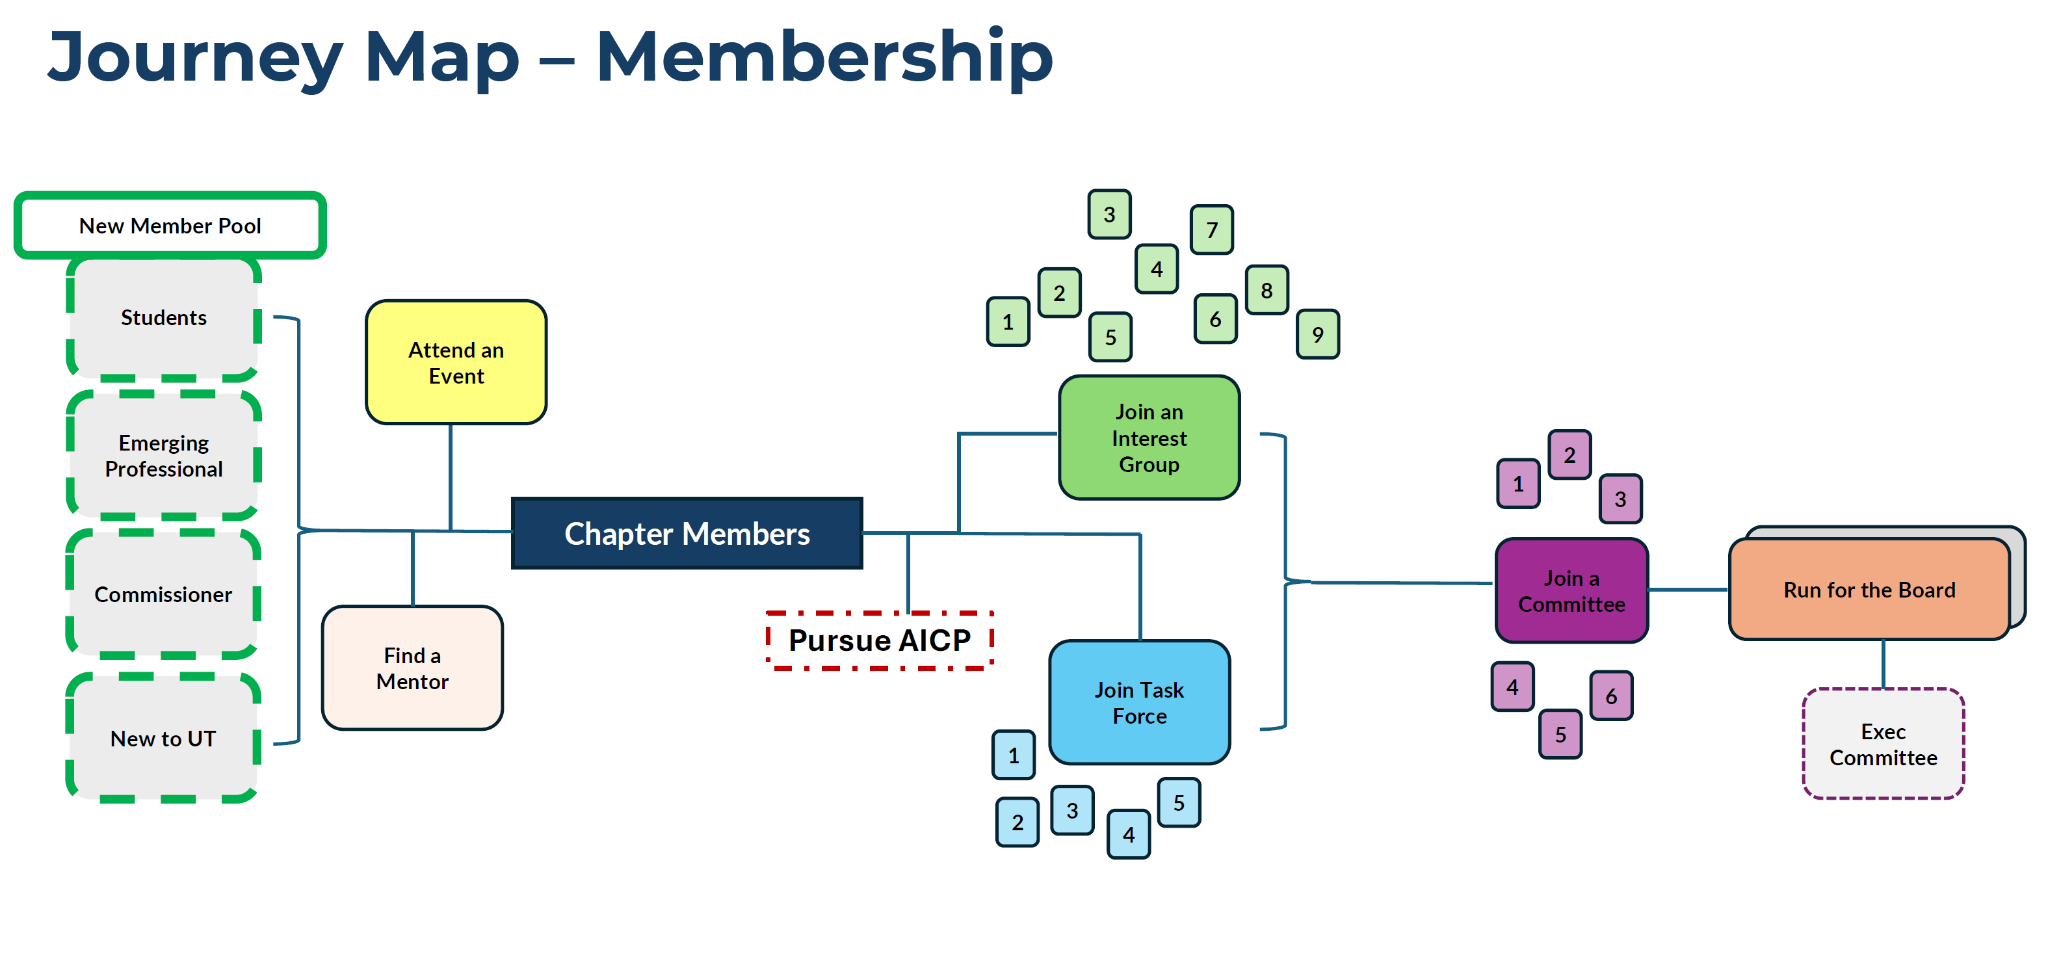 Journey Map – Membership
New Member Pool
Students
Emerging
Professional
Commissioner
New to UT
Attend an
Event
Find a
Mentor
Chapter Members
Pursue AICP
3
7
4
2
8
1
6
5
9
Join an
Interest
Group
Join Task
Force
1
2
3
4
5
2
1
3
Join a
Committee
4
6
5
Run for the Board
Exec
Committee